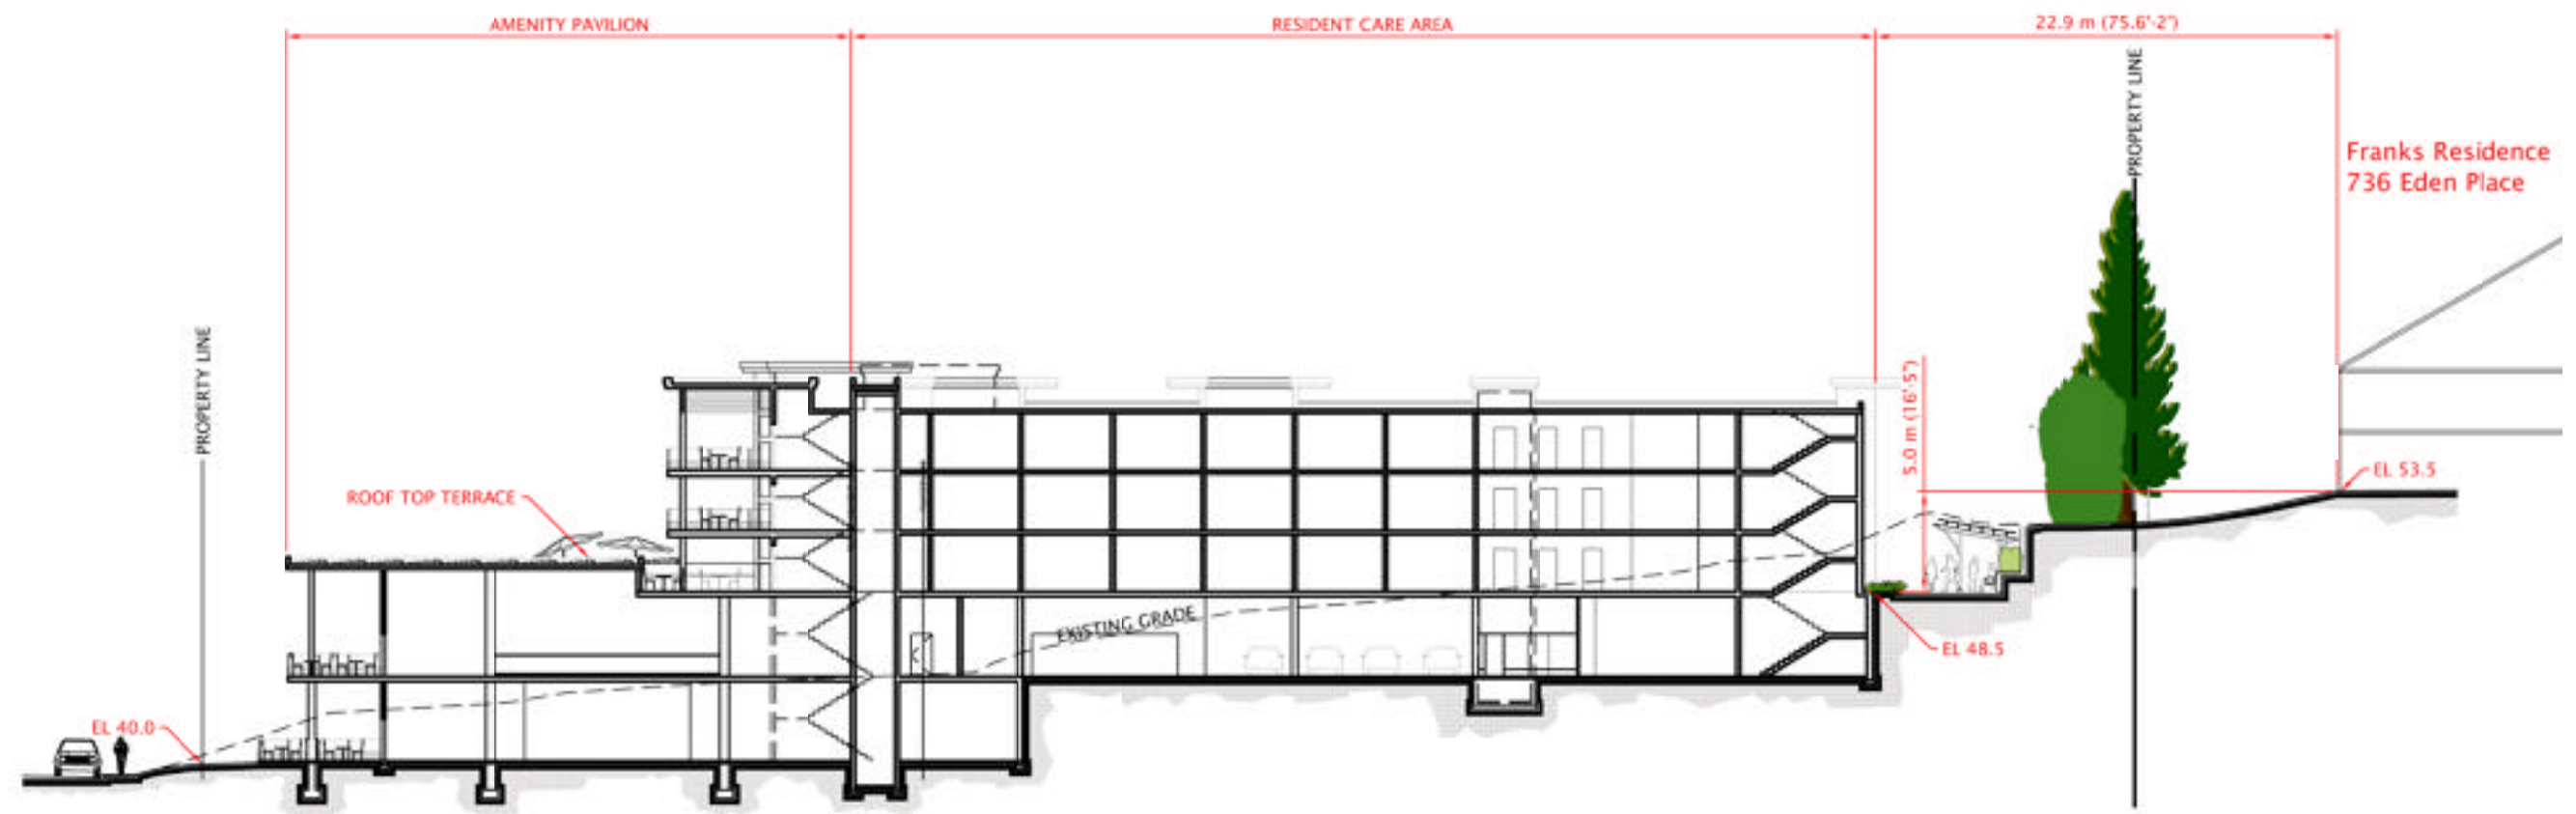 AMENITY PAVILION
RESIDENT CARE AREA
22.9 m (75.6'-2")
PROPERTY LINE
Franks Residence
736 Eden Place
PROPERTY LINE
5.0 m (16'-5")
EL 53.5
ROOF TOP TERRACE
EXISTING GRADE
EL 48.5
EL 40.0